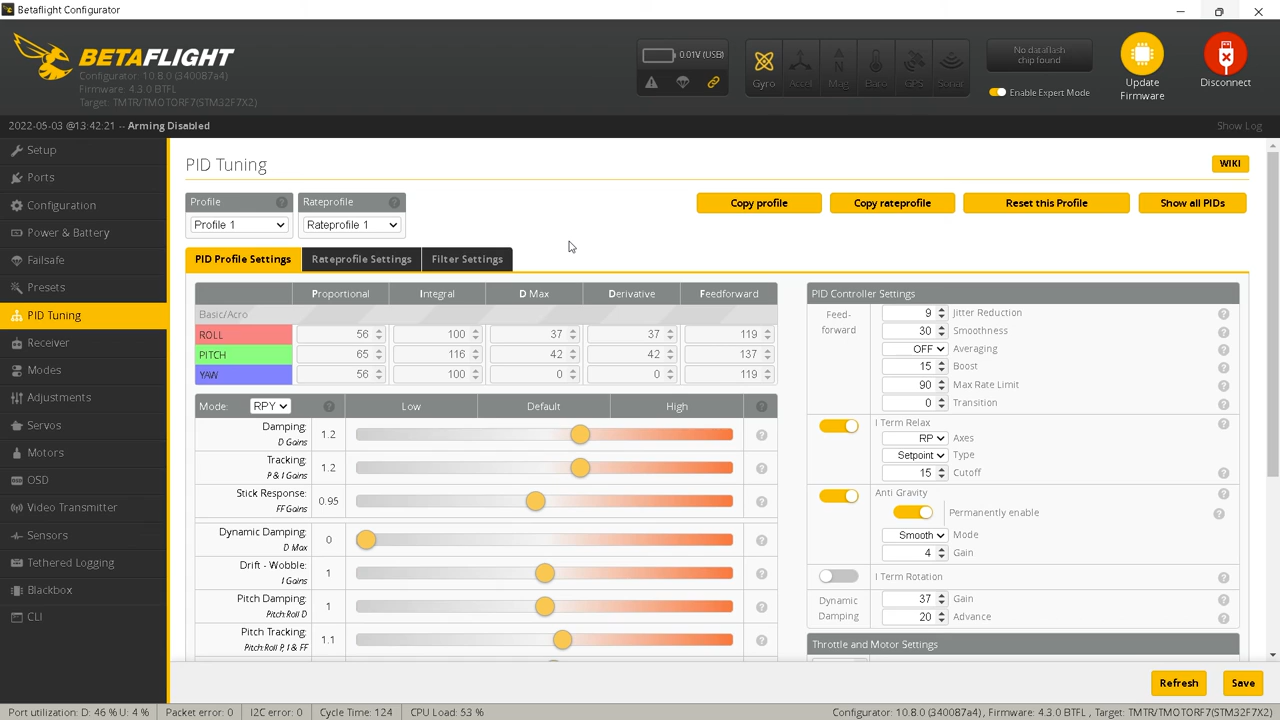 Betaflight Configurator
BETAFLIGHT
Configurator: 10.8.0 (340087a4)
Firmware: 4.3.0 BTFL
Target: TMTR/TMOTORF7(STM32F7X2)
0.01V (USB)
Gyro
Accel
Mag
Baro
GPS
Sonar
No dataflash
chip found
Enable Expert Mode
Update
Firmware
Disconnect
2022-05-03 @13:42:21 -- Arming Disabled
Show Log
Setup
Ports
Configuration
Power & Battery
Failsafe
Presets
PID Tuning
Receiver
Modes
Adjustments
Servos
Motors
OSD
Video Transmitter
Sensors
Tethered Logging
Blackbox
CLI
PID Tuning
WIKI
Profile ?
Profile 1
Rateprofile ?
Rateprofile 1
Copy profile
Copy rateprofile
Reset this Profile
Show all PIDs
PID Profile Settings
Rateprofile Settings
Filter Settings
Proportional Integral D Max Derivative Feedforward
Basic/Acro
ROLL 56 100 37 37 119
PITCH 65 116 42 42 137
YAW 56 100 0 0 119
Mode: RPY ? Low Default High ?
Damping:
D Gains
1.2 ?
Tracking:
P & I Gains
1.2 ?
Stick Response:
FF Gains
0.95 ?
Dynamic Damping:
D Max
0 ?
Drift - Wobble:
I Gains
1 ?
Pitch Damping:
Pitch:Roll D
1 ?
Pitch Tracking:
Pitch:Roll P, I & FF
1.1 ?
PID Controller Settings
Feed-
forward
9 Jitter Reduction ?
30 Smoothness ?
OFF Averaging ?
15 Boost ?
90 Max Rate Limit ?
0 Transition ?
I Term Relax ?
RP Axes
Setpoint Type
15 Cutoff ?
Anti Gravity ?
Permanently enable ?
Smooth Mode
4 Gain
I Term Rotation ?
Dynamic
Damping
37 Gain ?
20 Advance ?
Throttle and Motor Settings
Refresh
Save
Port utilization: D: 46 % U: 4 %
Packet error: 0
I2C error: 0
Cycle Time: 124
CPU Load: 53 %
Configurator: 10.8.0 (340087a4) , Firmware: 4.3.0 BTFL , Target: TMTR/TMOTORF7(STM32F7X2)